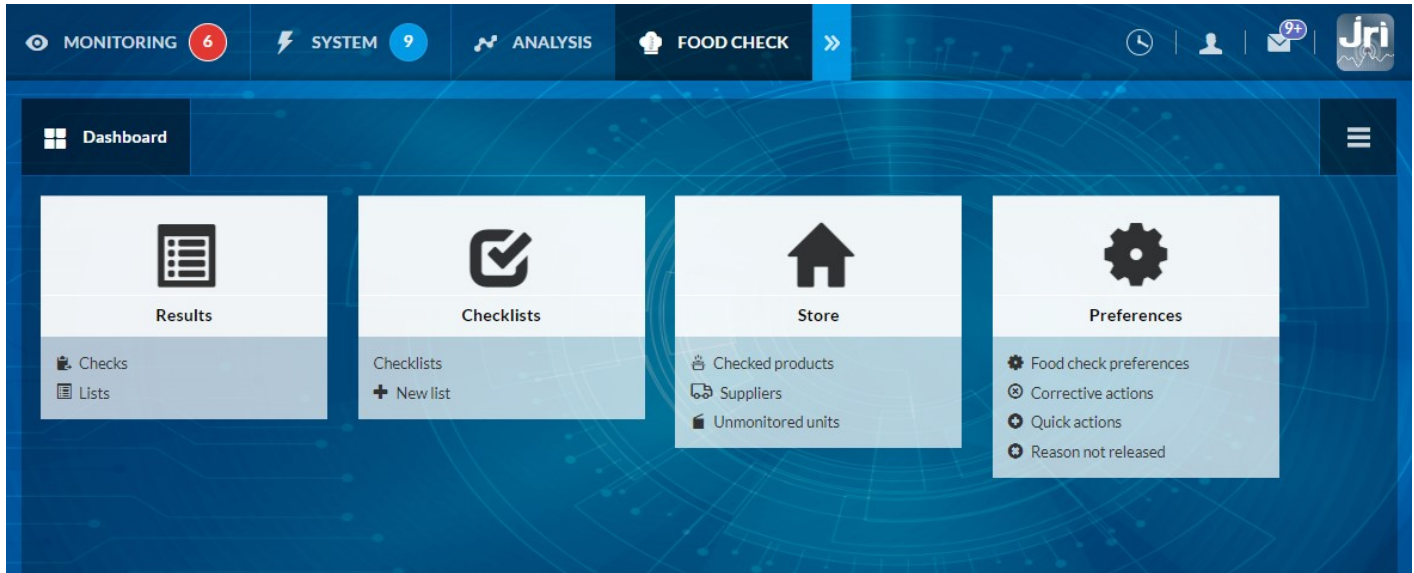 MONITORING 6 SYSTEM 9 ANALYSIS FOOD CHECK 9+ Jri
Dashboard
Results
Checks
Lists
Checklists
Checklists
New list
Store
Checked products
Suppliers
Unmonitored units
Preferences
Food check preferences
Corrective actions
Quick actions
Reason not released